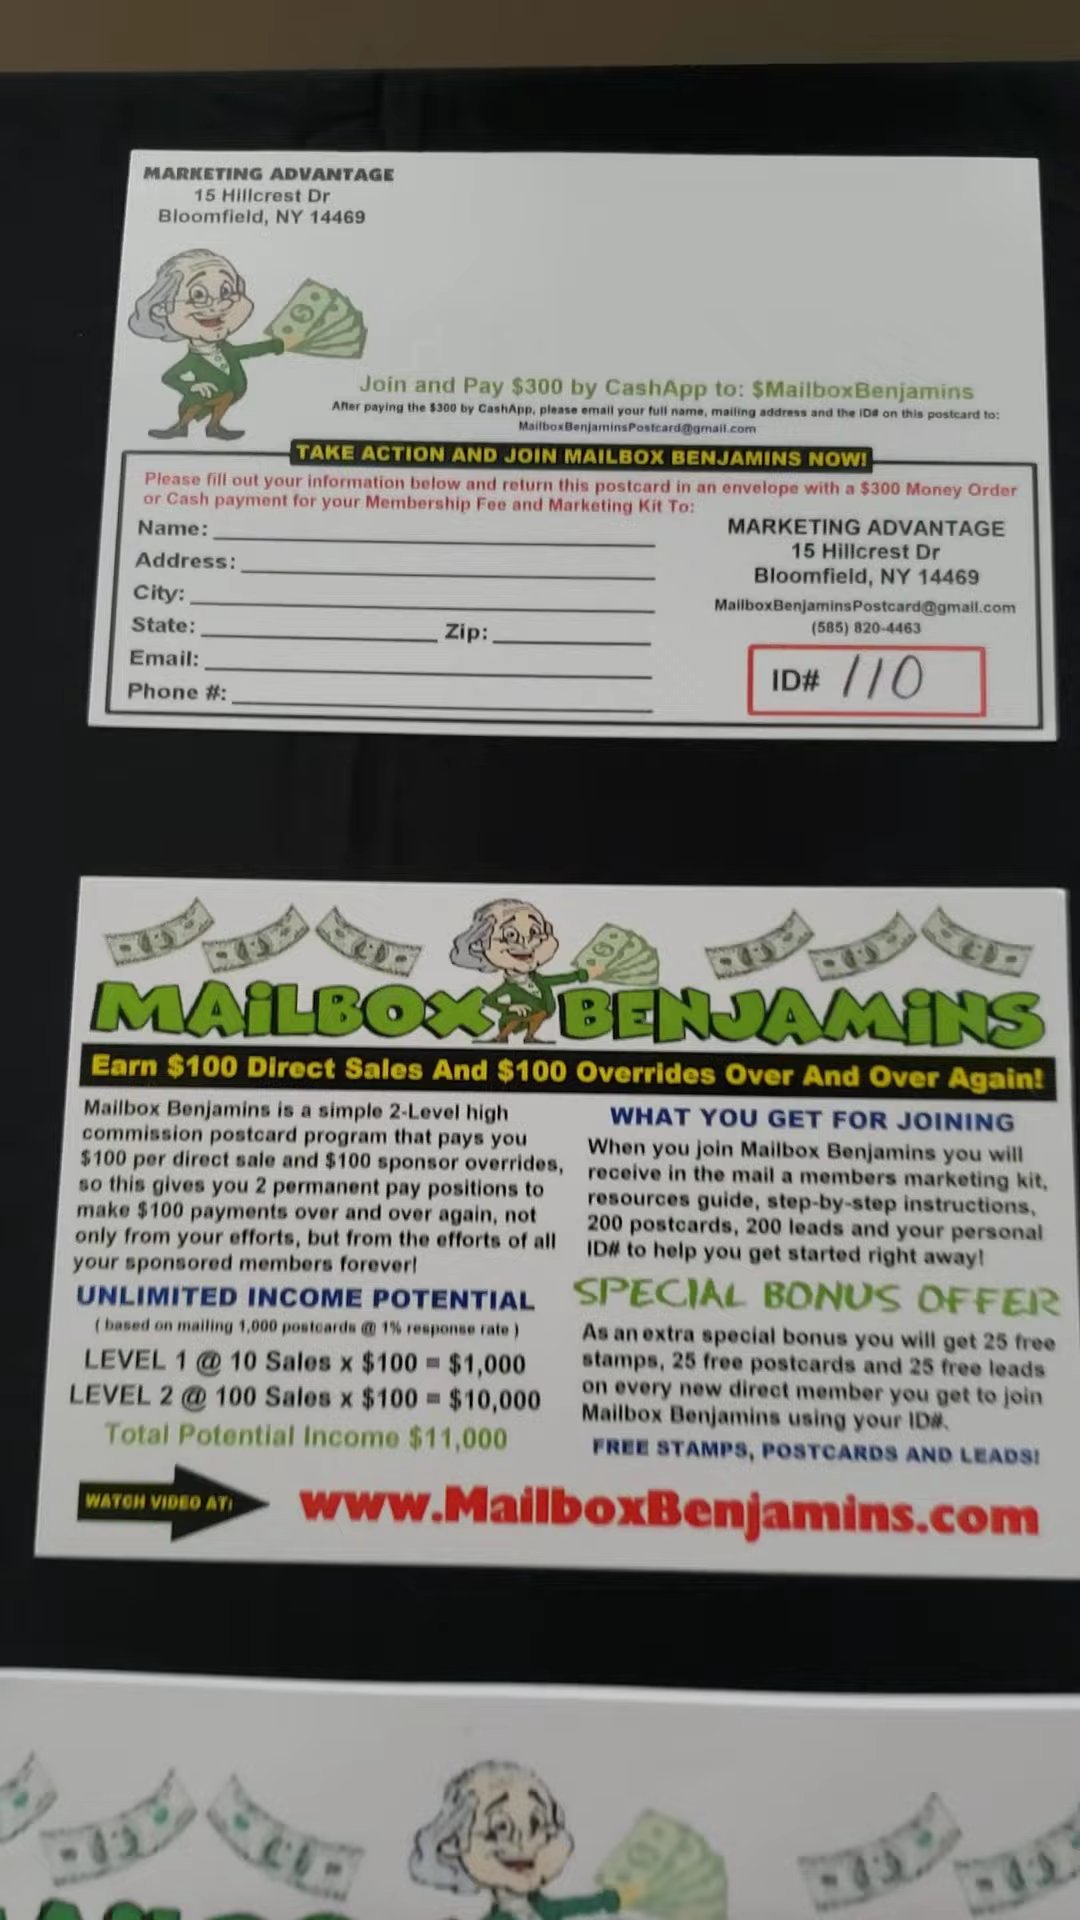 MARKETING ADVANTAGE
15 Hillcrest Dr
Bloomfield, NY 14469
Join and Pay $300 by CashApp to: $MailboxBenjamins
After paying the $300 by CashApp, please email your full name, mailing address and the ID# on this postcard to:
MailboxBenjaminsPostcard@gmail.com
TAKE ACTION AND JOIN MAILBOX BENJAMINS NOW!
Please fill out your information below and return this postcard in an envelope with a $300 Money Order
or Cash payment for your Membership Fee and Marketing Kit To:
Name:
Address:
City:
State: Zip:
Email:
Phone #:
MARKETING ADVANTAGE
15 Hillcrest Dr
Bloomfield, NY 14469
MailboxBenjaminsPostcard@gmail.com
(585) 820-4463
ID# 110
MAiLBOX BENJAMiNS
Earn $100 Direct Sales And $100 Overrides Over And Over Again!
Mailbox Benjamins is a simple 2-Level high
commission postcard program that pays you
$100 per direct sale and $100 sponsor overrides,
so this gives you 2 permanent pay positions to
make $100 payments over and over again, not
only from your efforts, but from the efforts of all
your sponsored members forever!
UNLIMITED INCOME POTENTIAL
( based on mailing 1,000 postcards @ 1% response rate )
LEVEL 1 @ 10 Sales x $100 = $1,000
LEVEL 2 @ 100 Sales x $100 = $10,000
Total Potential Income $11,000
WHAT YOU GET FOR JOINING
When you join Mailbox Benjamins you will
receive in the mail a members marketing kit,
resources guide, step-by-step instructions,
200 postcards, 200 leads and your personal
ID# to help you get started right away!
SPECIAL BONUS OFFER
As an extra special bonus you will get 25 free
stamps, 25 free postcards and 25 free leads
on every new direct member you get to join
Mailbox Benjamins using your ID#.
FREE STAMPS, POSTCARDS AND LEADS!
WATCH VIDEO AT:
www.MailboxBenjamins.com